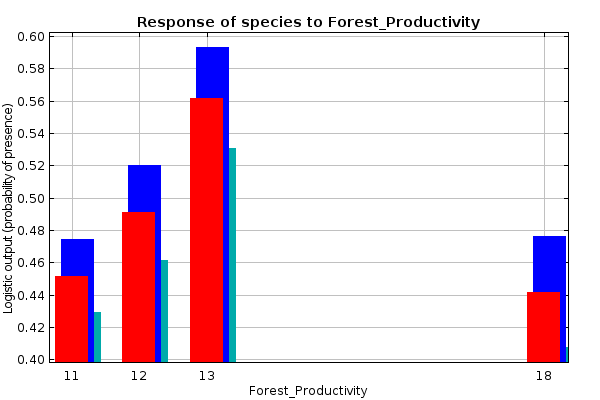 Response of species to Forest_Productivity
Logistic output (probability of presence)
0.60
0.58
0.56
0.54
0.52
0.50
0.48
0.46
0.44
0.42
0.40
11 12 13 18
Forest_Productivity